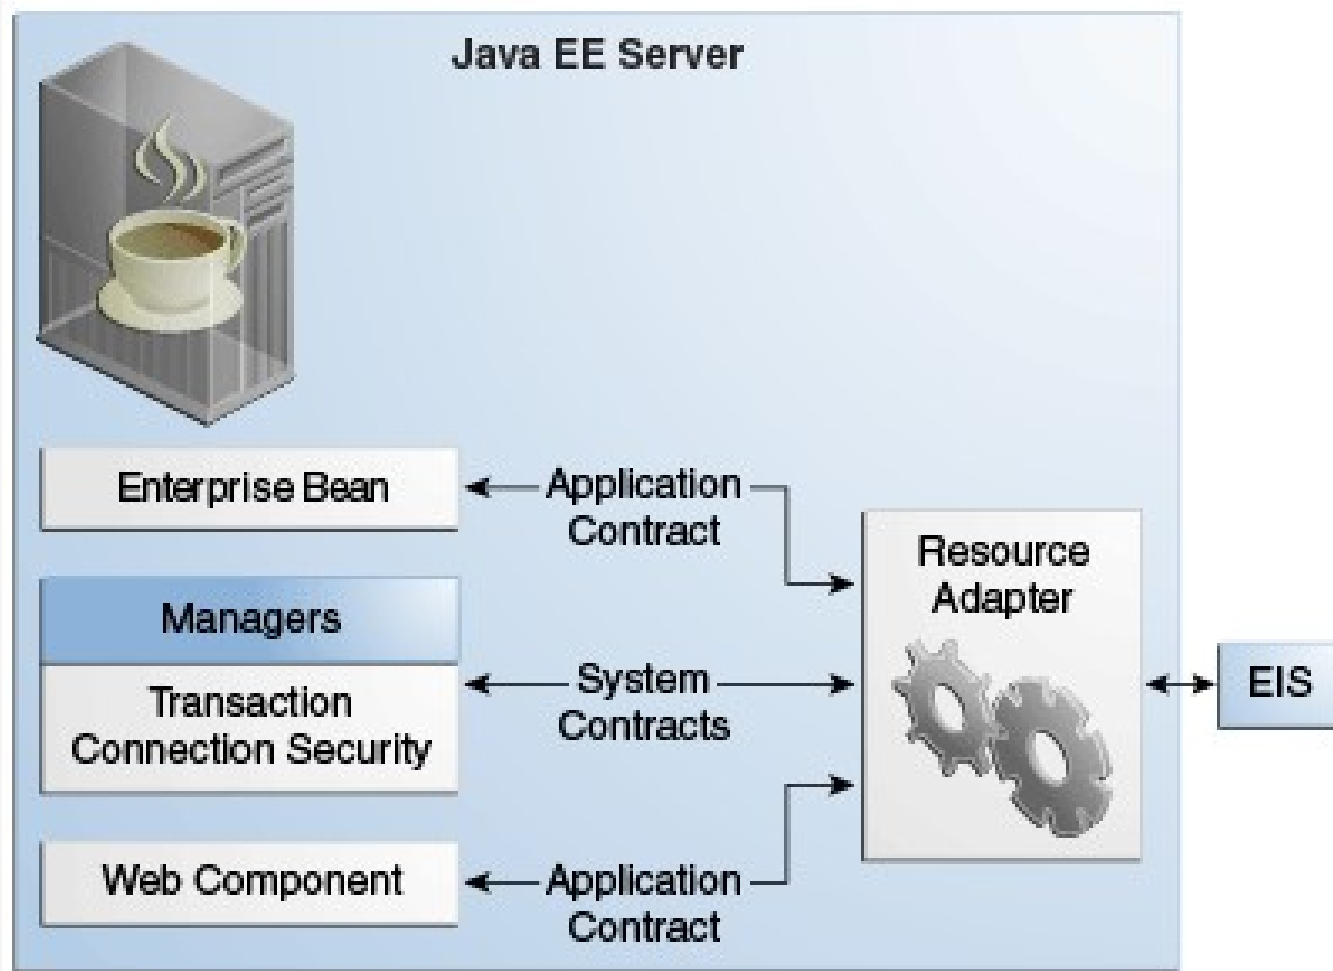 Java EE Server
Enterprise Bean
Application
Contract
Resource
Adapter
Managers
Transaction
Connection Security
System
Contracts
EIS
Web Component
Application
Contract